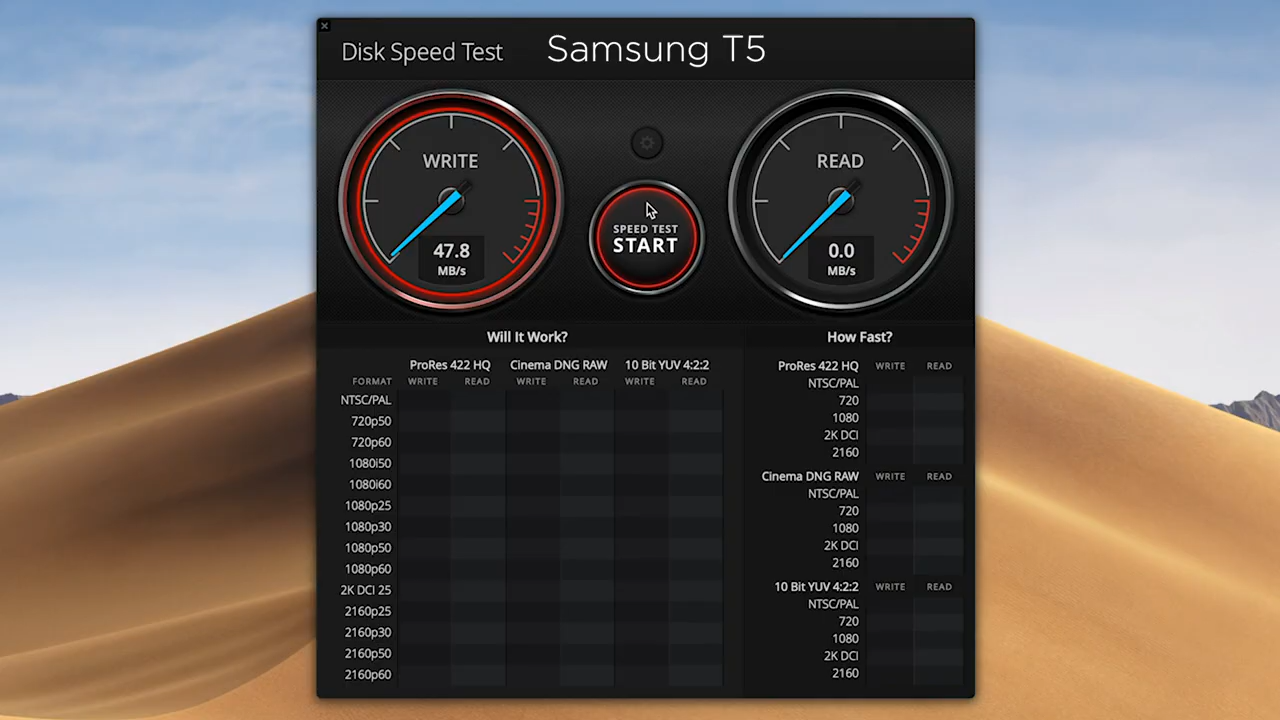 Disk Speed Test
Samsung T5
WRITE
47.8
MB/s
SPEED TEST
START
READ
0.0
MB/s
Will It Work?
ProRes 422 HQ Cinema DNG RAW 10 Bit YUV 4:2:2
FORMAT WRITE READ WRITE READ WRITE READ
NTSC/PAL
720p50
720p60
1080i50
1080i60
1080p25
1080p30
1080p50
1080p60
2K DCI 25
2160p25
2160p30
2160p50
2160p60
How Fast?
ProRes 422 HQ WRITE READ
NTSC/PAL
720
1080
2K DCI
2160
Cinema DNG RAW WRITE READ
NTSC/PAL
720
1080
2K DCI
2160
10 Bit YUV 4:2:2 WRITE READ
NTSC/PAL
720
1080
2K DCI
2160